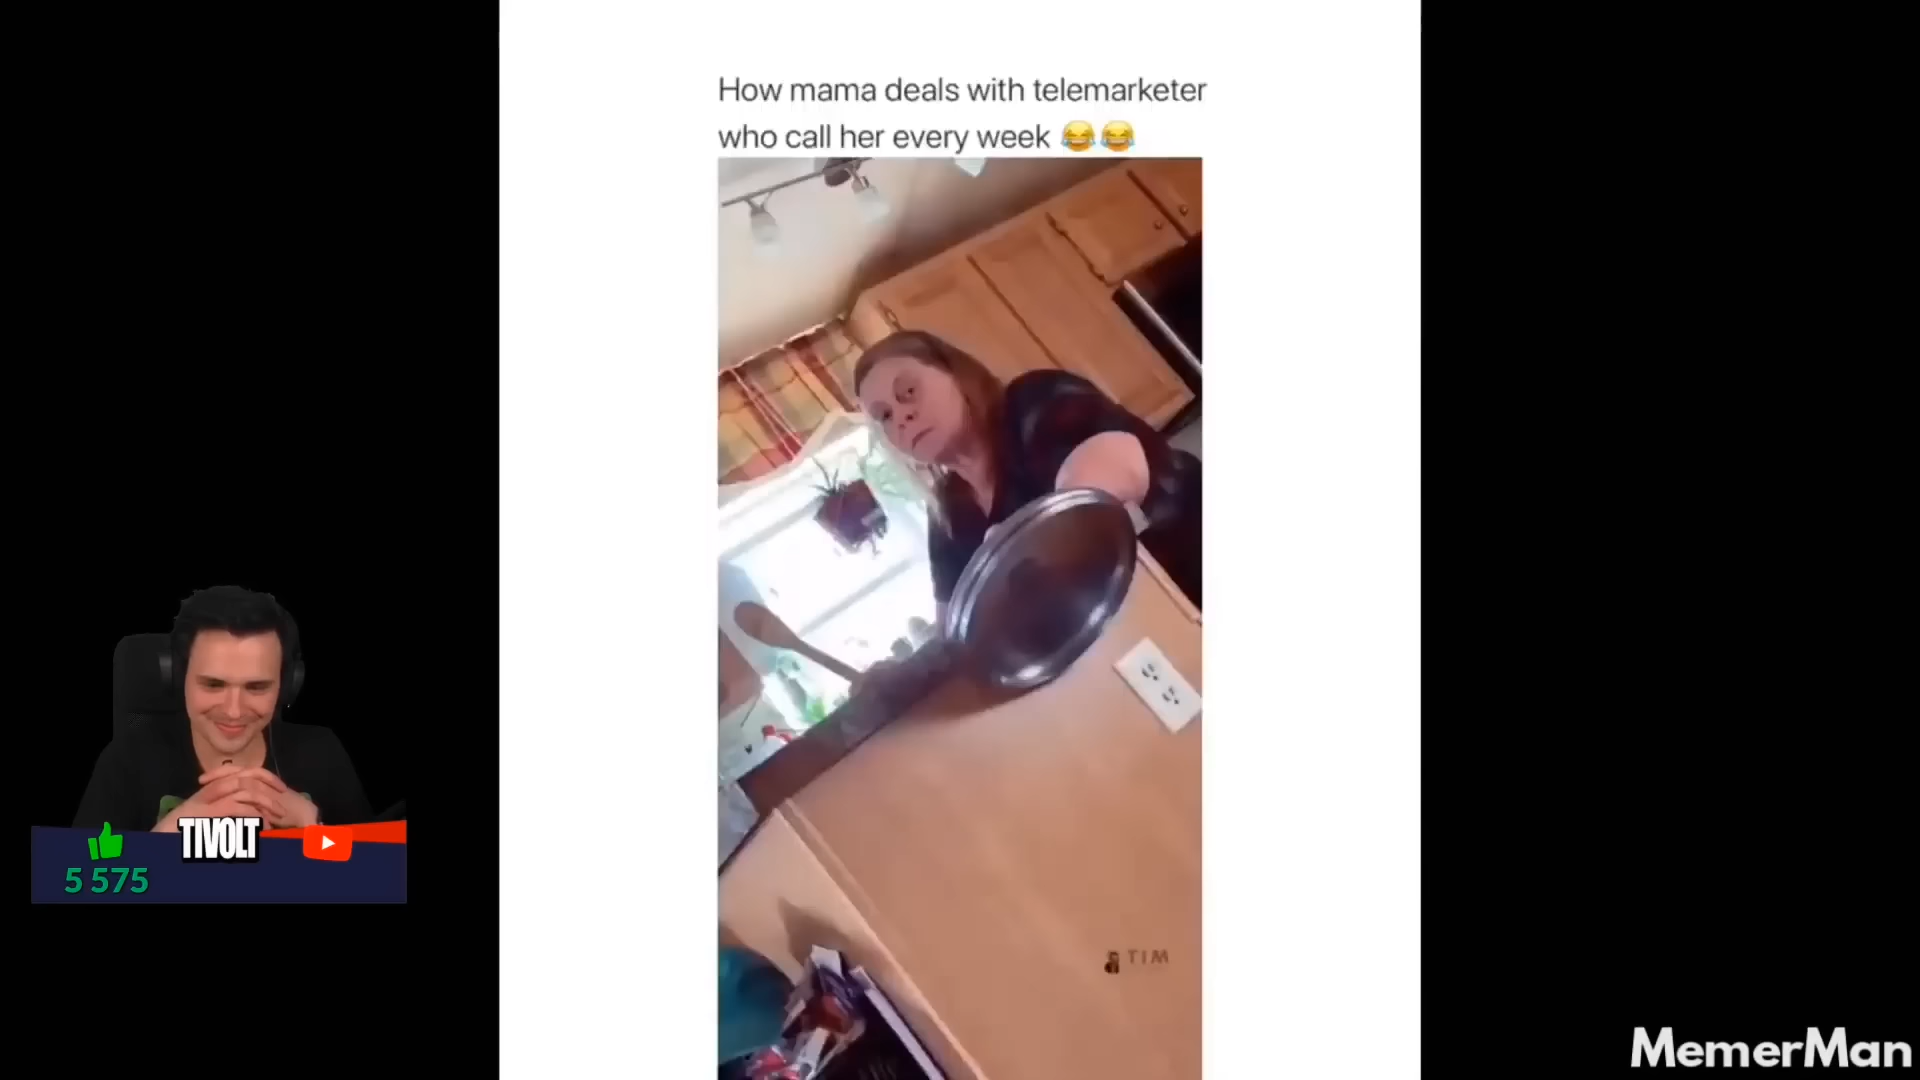 How mama deals with telemarketer
who call her every week 😂😂
TIVOLT
5 575
TIM
MemerMan